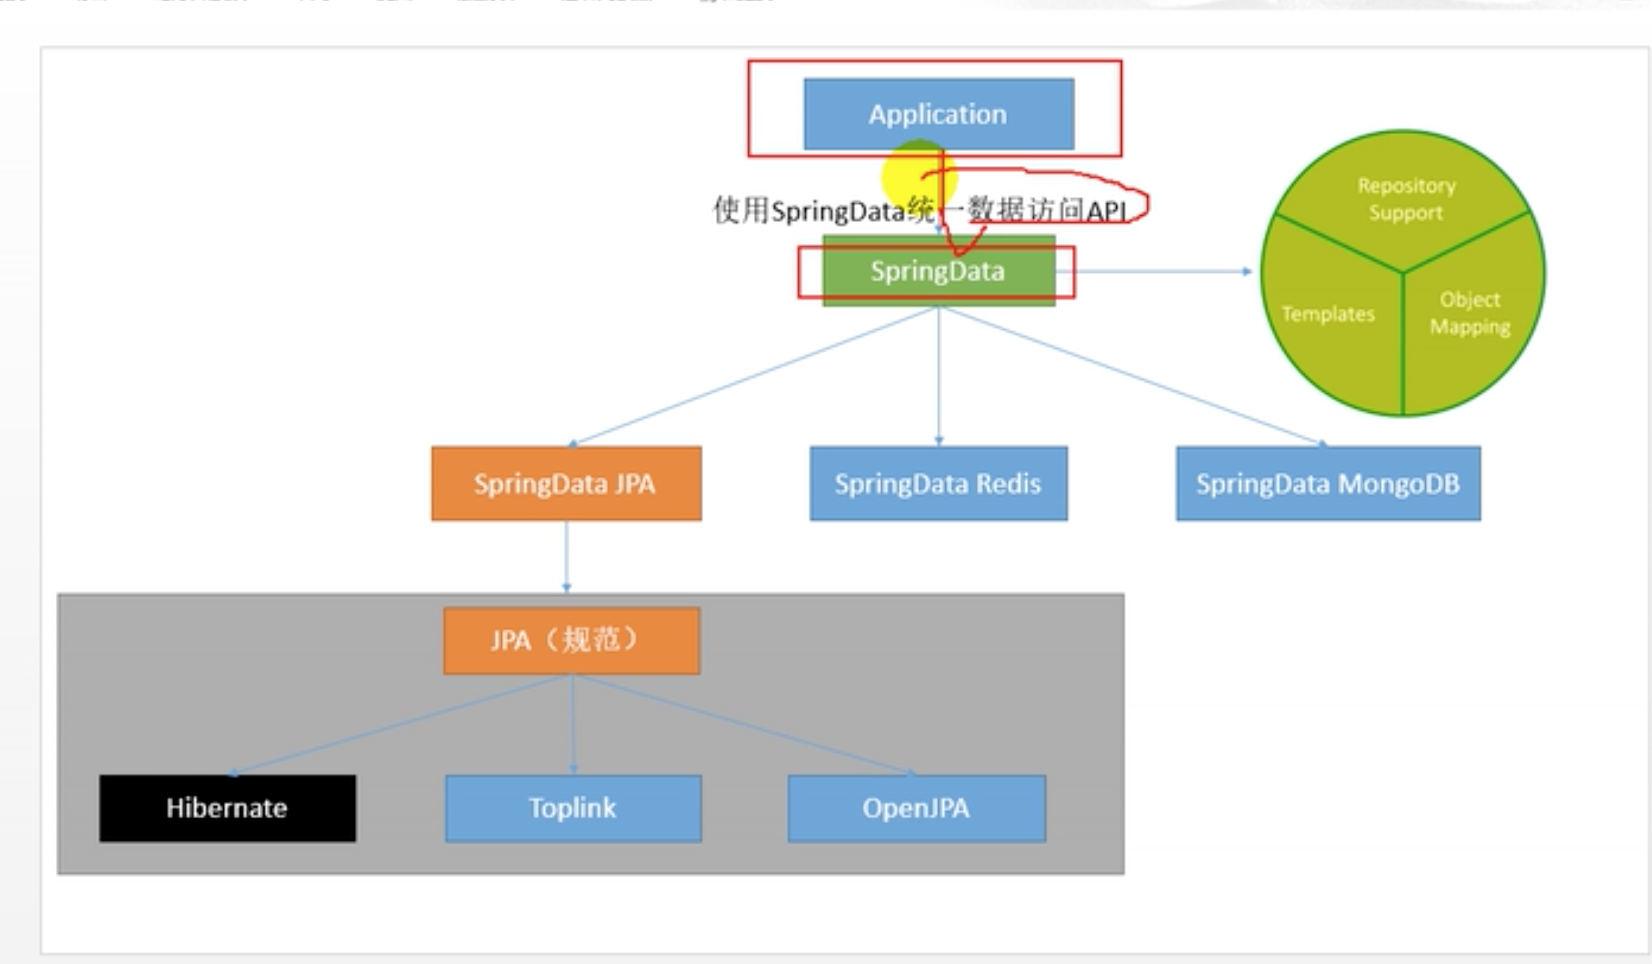 Application
使用SpringData统一数据访问API
SpringData
Repository
Support
Templates
Object
Mapping
SpringData JPA
SpringData Redis
SpringData MongoDB
JPA（规范）
Hibernate
Toplink
OpenJPA